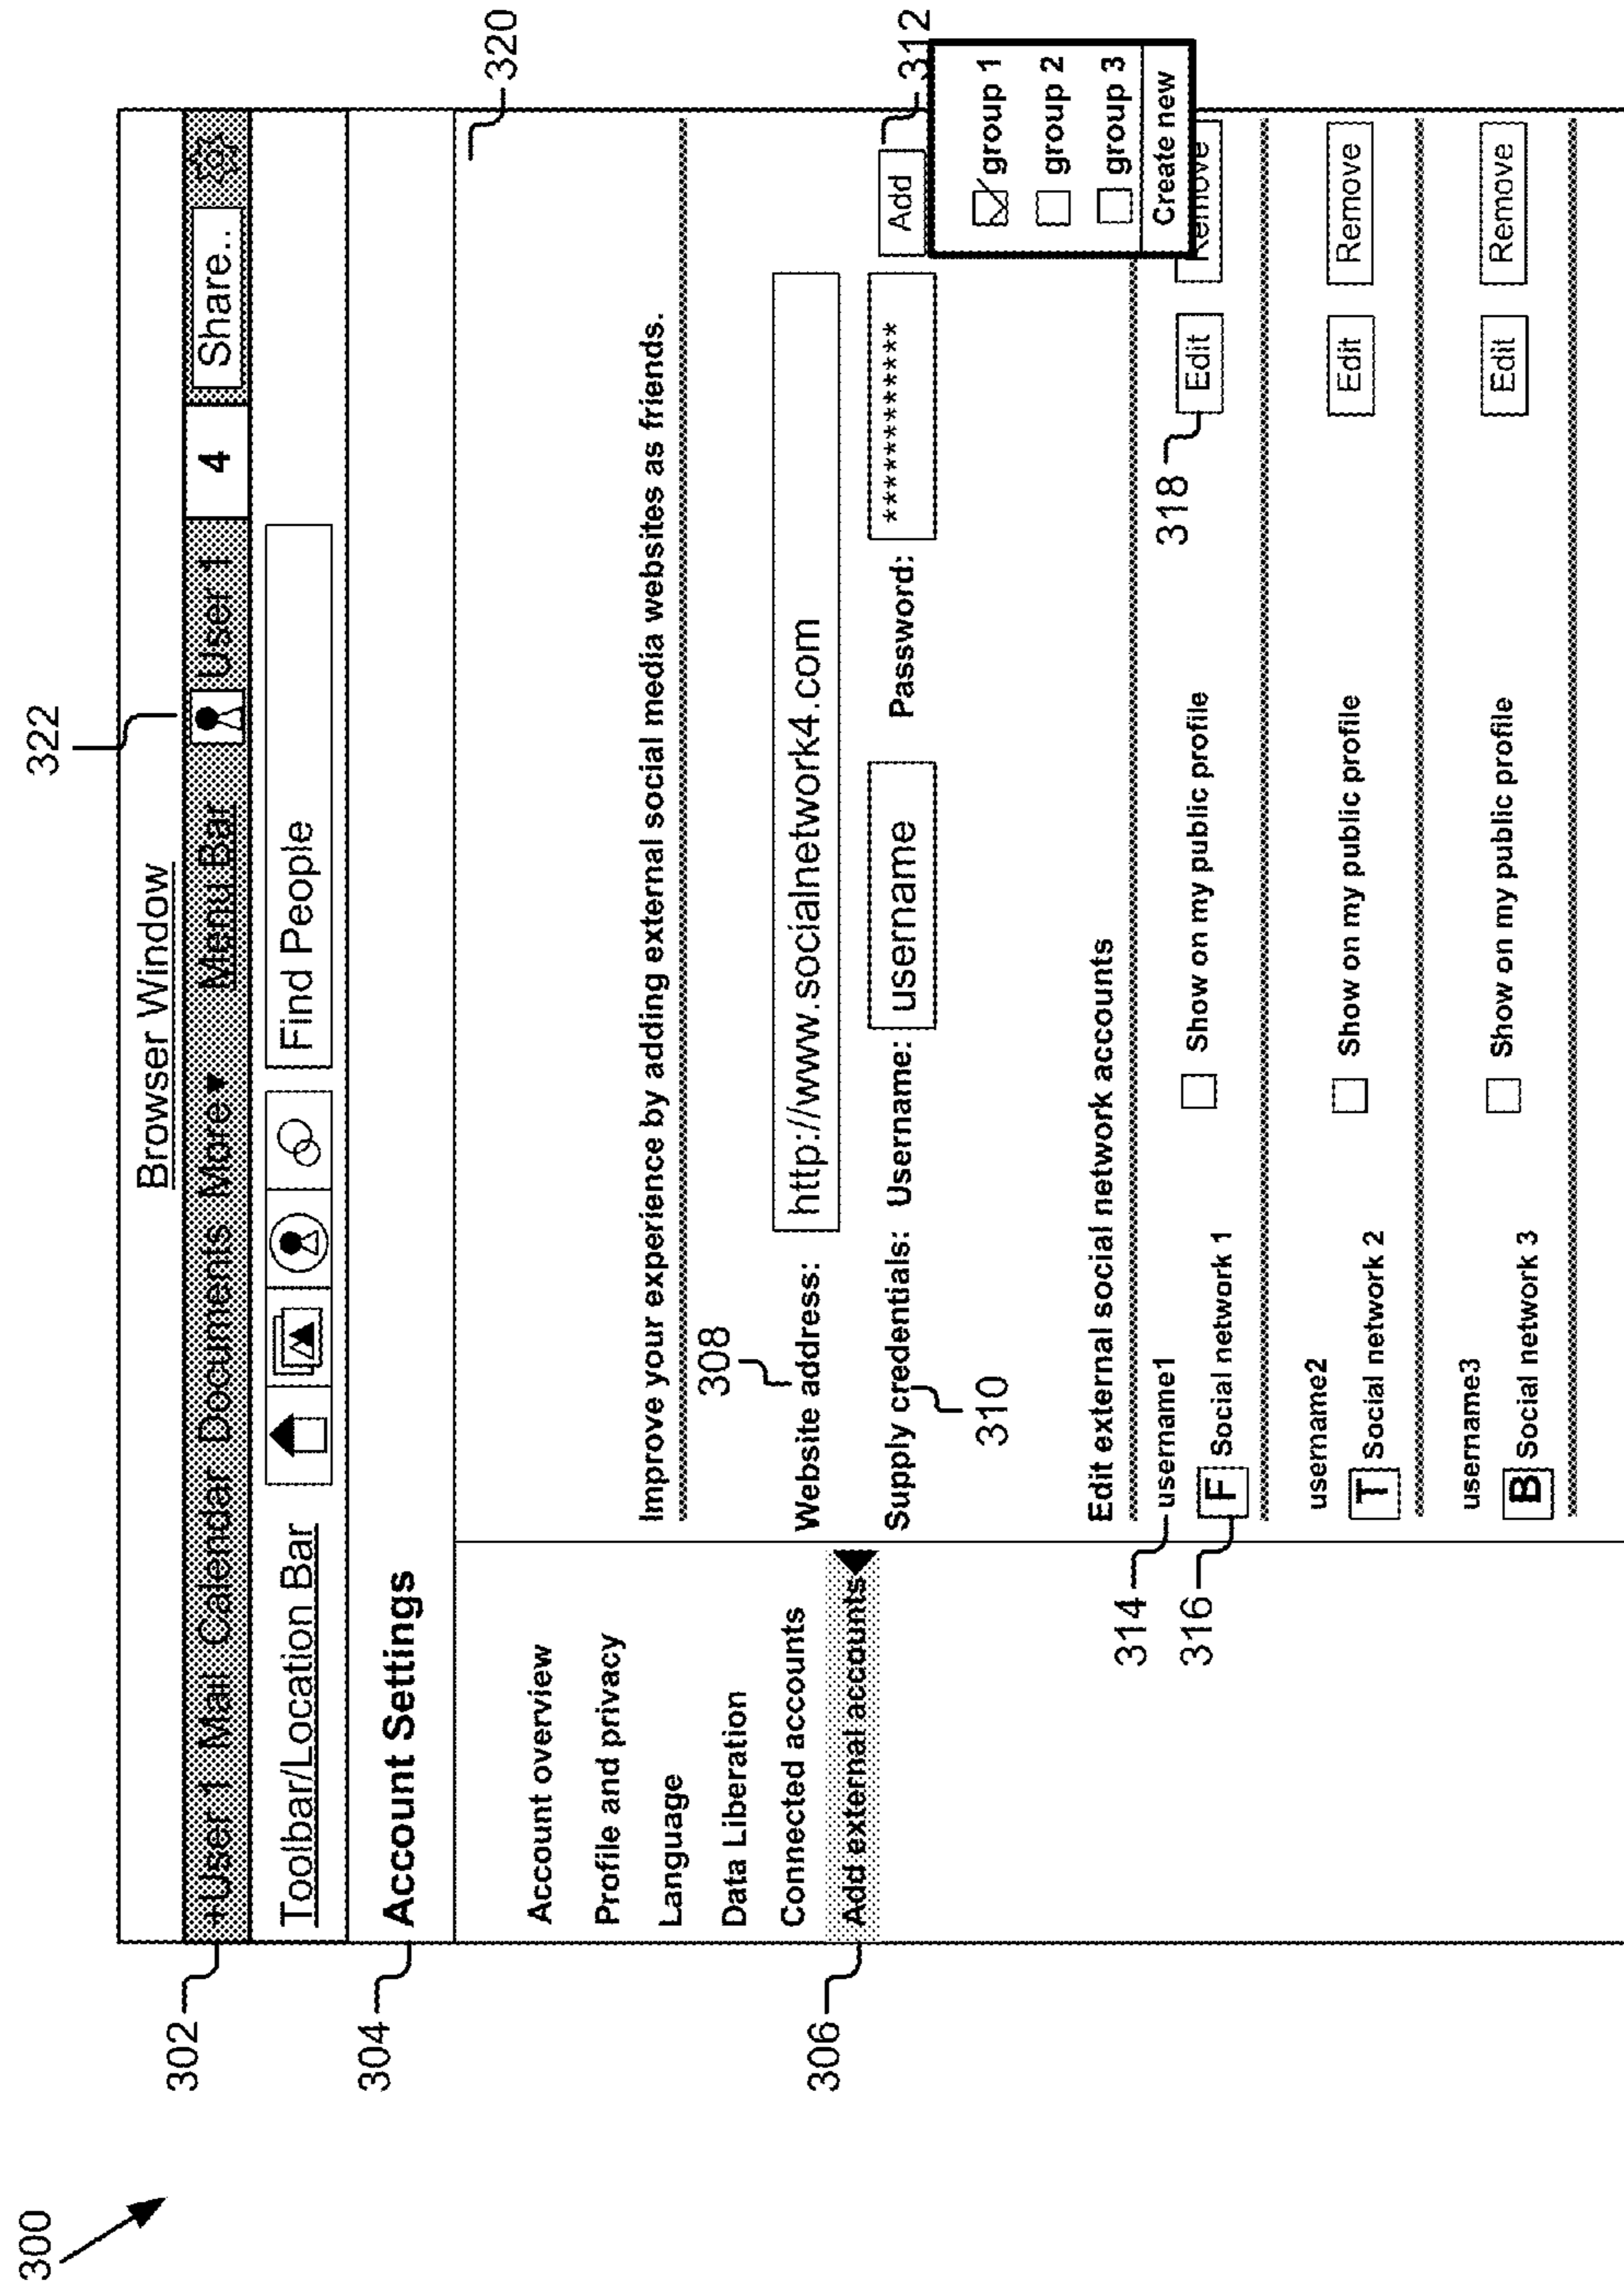 300
322
Browser Window
302
+User 1 Mail Calendar Documents More Menu Bar User 1 4 Share..
Toolbar/Location Bar Find People
304
Account Settings
320
Account overview
Profile and privacy
Language
Data Liberation
Connected accounts
306
Add external accounts
Improve your experience by adding external social media websites as friends.
308
Website address: http://www.socialnetwork4.com
Supply credentials: Username: username Password: *********** Add
310
312
group 1
group 2
group 3
Create new
Edit external social network accounts
314
username1
316
F Social network 1 Show on my public profile Edit Remove
318
username2
T Social network 2 Show on my public profile Edit Remove
username3
B Social network 3 Show on my public profile Edit Remove